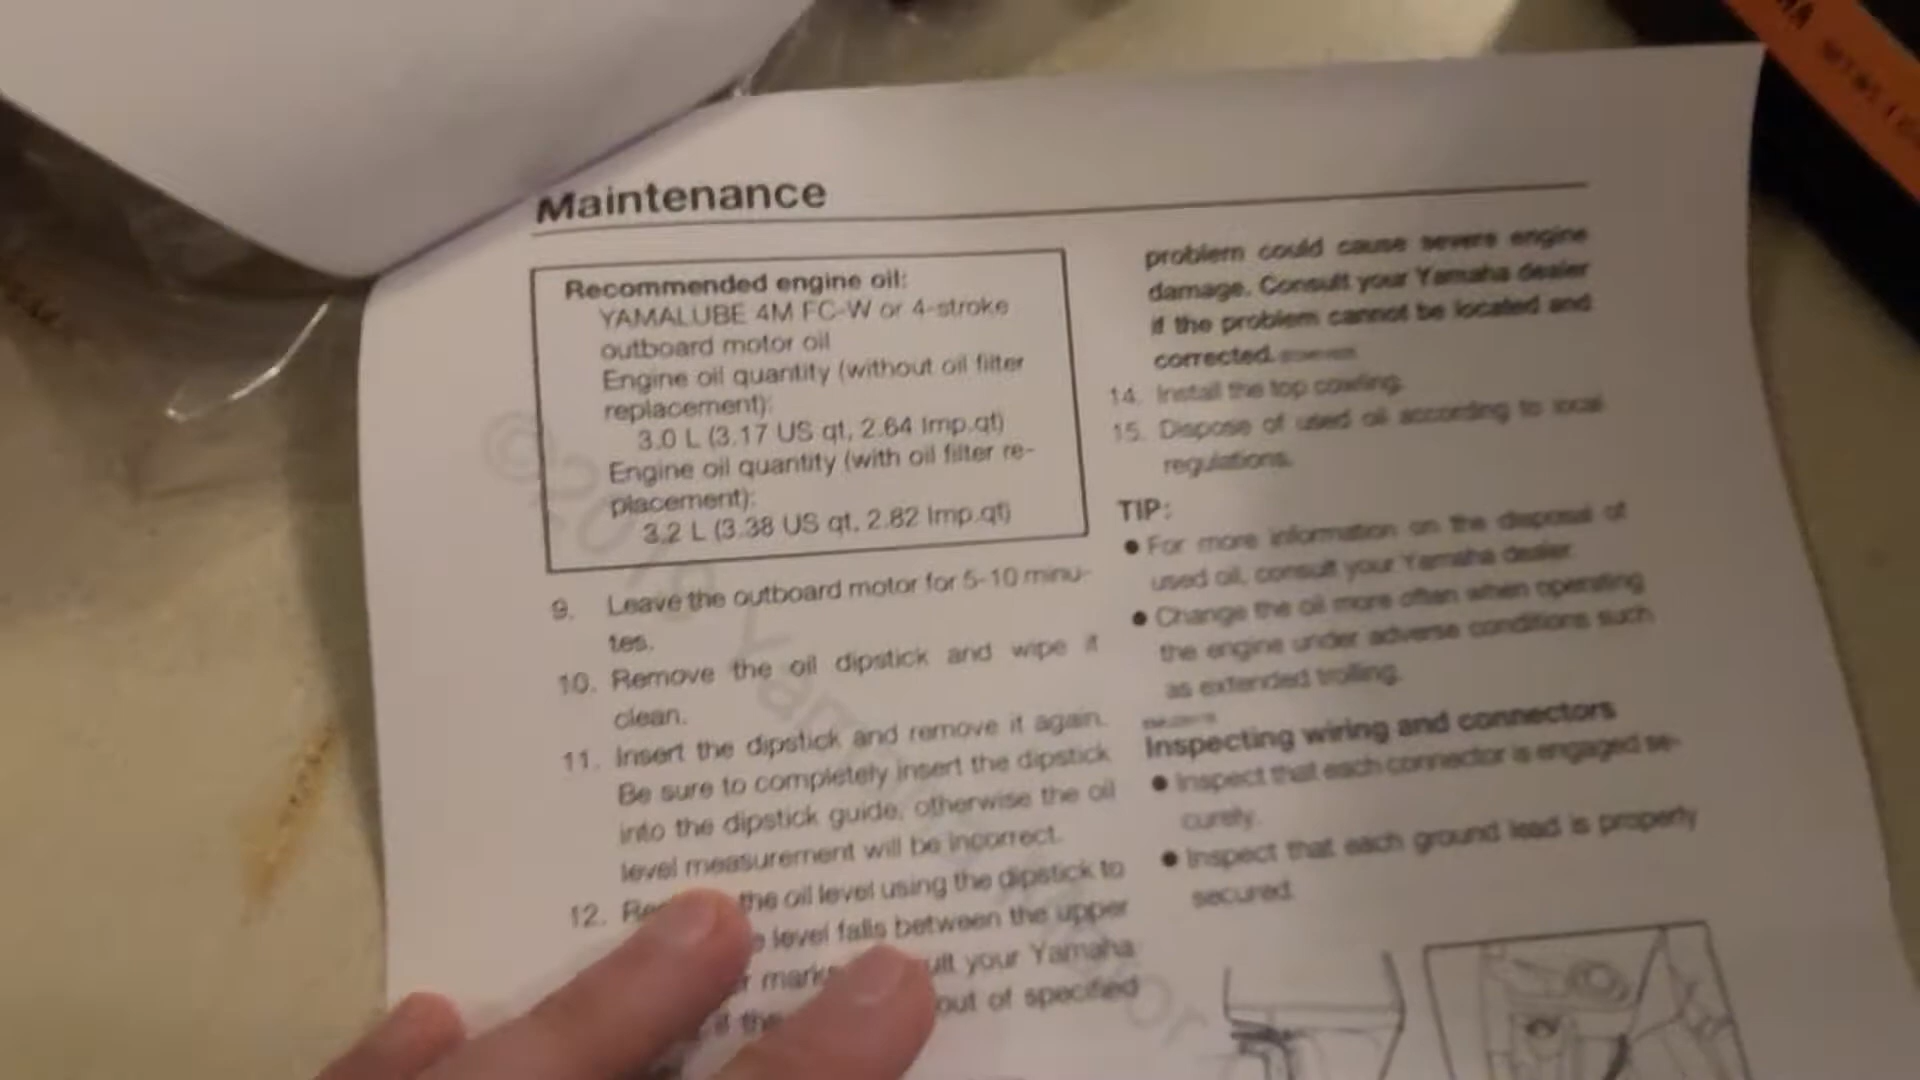 Maintenance
Recommended engine oil:
YAMALUBE 4M FC-W or 4-stroke
outboard motor oil
Engine oil quantity (without oil filter
replacement):
3.0 L (3.17 US qt, 2.64 Imp.qt)
Engine oil quantity (with oil filter re-
placement):
3.2 L (3.38 US qt, 2.82 Imp.qt)
9. Leave the outboard motor for 5-10 minu-
tes.
10. Remove the oil dipstick and wipe it
clean.
11. Insert the dipstick and remove it again.
Be sure to completely insert the dipstick
into the dipstick guide, otherwise the oil
level measurement will be incorrect.
12. the oil level using the dipstick to
level falls between the upper
your Yamaha
if the out of specified
problem could cause severe engine
damage. Consult your Yamaha dealer
if the problem cannot be located and
corrected.
14. Install the top cowling.
15. Dispose of used oil according to local
regulations.
TIP:
● For more information on the disposal of
used oil, consult your Yamaha dealer.
● Change the oil more often when operating
the engine under adverse conditions such
as extended trolling.
Inspecting wiring and connectors
● Inspect that each connector is engaged se-
curely.
● Inspect that each ground lead is properly
secured.